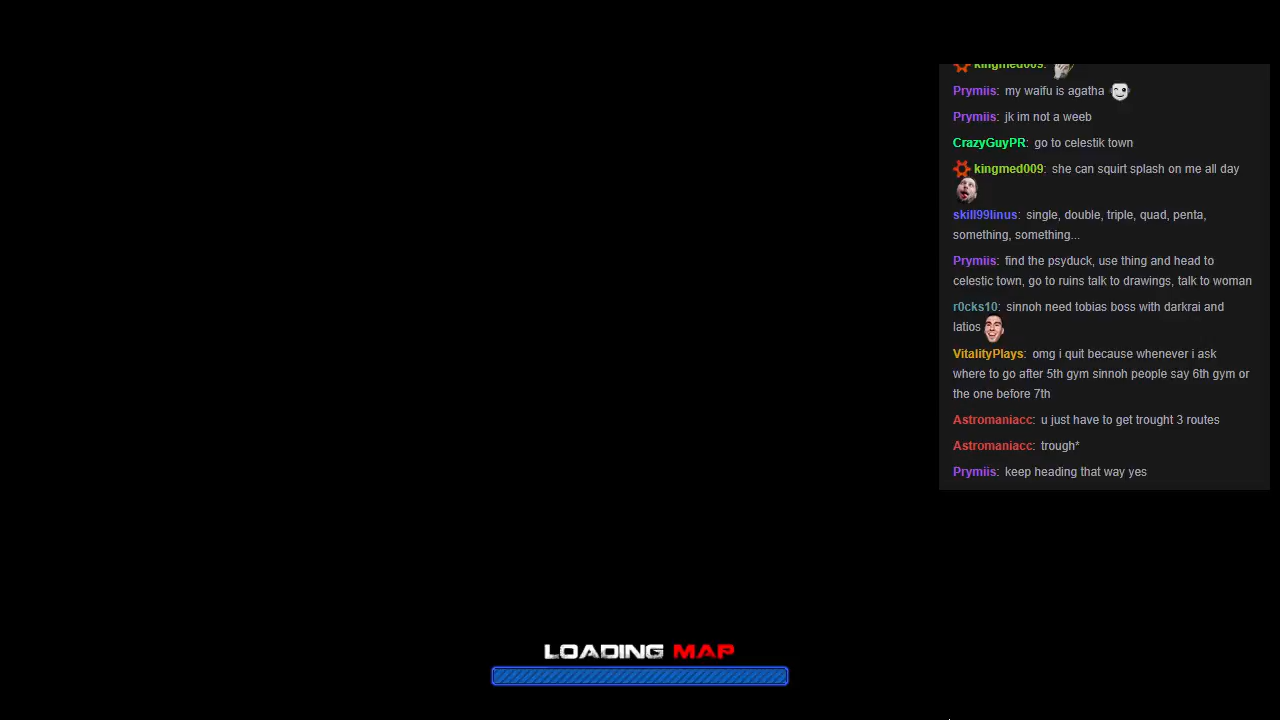 kingmed009:
Prymiis: my waifu is agatha
Prymiis: jk im not a weeb
CrazyGuyPR: go to celestik town
kingmed009: she can squirt splash on me all day
skill99linus: single, double, triple, quad, penta,
something, something...
Prymiis: find the psyduck, use thing and head to
celestic town, go to ruins talk to drawings, talk to woman
r0cks10: sinnoh need tobias boss with darkrai and
latios
VitalityPlays: omg i quit because whenever i ask
where to go after 5th gym sinnoh people say 6th gym or
the one before 7th
Astromaniacc: u just have to get trought 3 routes
Astromaniacc: trough*
Prymiis: keep heading that way yes
LOADING MAP